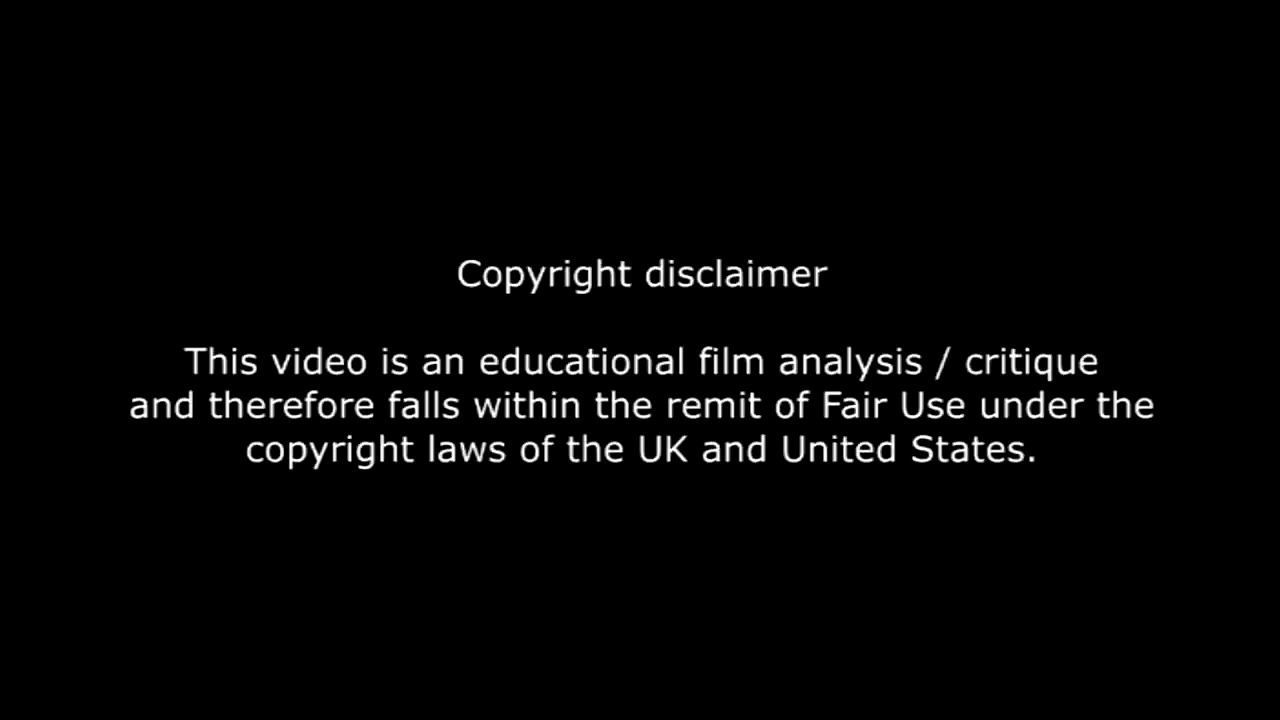 Copyright disclaimer
This video is an educational film analysis / critique
and therefore falls within the remit of Fair Use under the
copyright laws of the UK and United States.